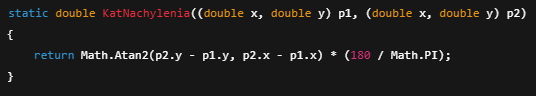 static double KatNachylenia((double x, double y) p1, (double x, double y) p2)
{
    return Math.Atan2(p2.y - p1.y, p2.x - p1.x) * (180 / Math.PI);
}